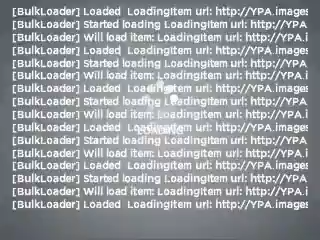 [BulkLoader] Loaded LoadingItem url: http://YPA.images
[BulkLoader] Started loading LoadingItem url: http://YPA
[BulkLoader] Will load item: LoadingItem url: http://YPA.i
[BulkLoader] Loaded LoadingItem url: http://YPA.images
[BulkLoader] Started loading LoadingItem url: http://YPA
[BulkLoader] Will load item: LoadingItem url: http://YPA.i
[BulkLoader] Loaded LoadingItem url: http://YPA.images
[BulkLoader] Started loading LoadingItem url: http://YPA
[BulkLoader] Will load item: LoadingItem url: http://YPA.i
[BulkLoader] Loaded LoadingItem url: http://YPA.images
LOADING
[BulkLoader] Started loading LoadingItem url: http://YPA
[BulkLoader] Will load item: LoadingItem url: http://YPA.i
[BulkLoader] Loaded LoadingItem url: http://YPA.images
[BulkLoader] Started loading LoadingItem url: http://YPA
[BulkLoader] Will load item: LoadingItem url: http://YPA.i
[BulkLoader] Loaded LoadingItem url: http://YPA.images